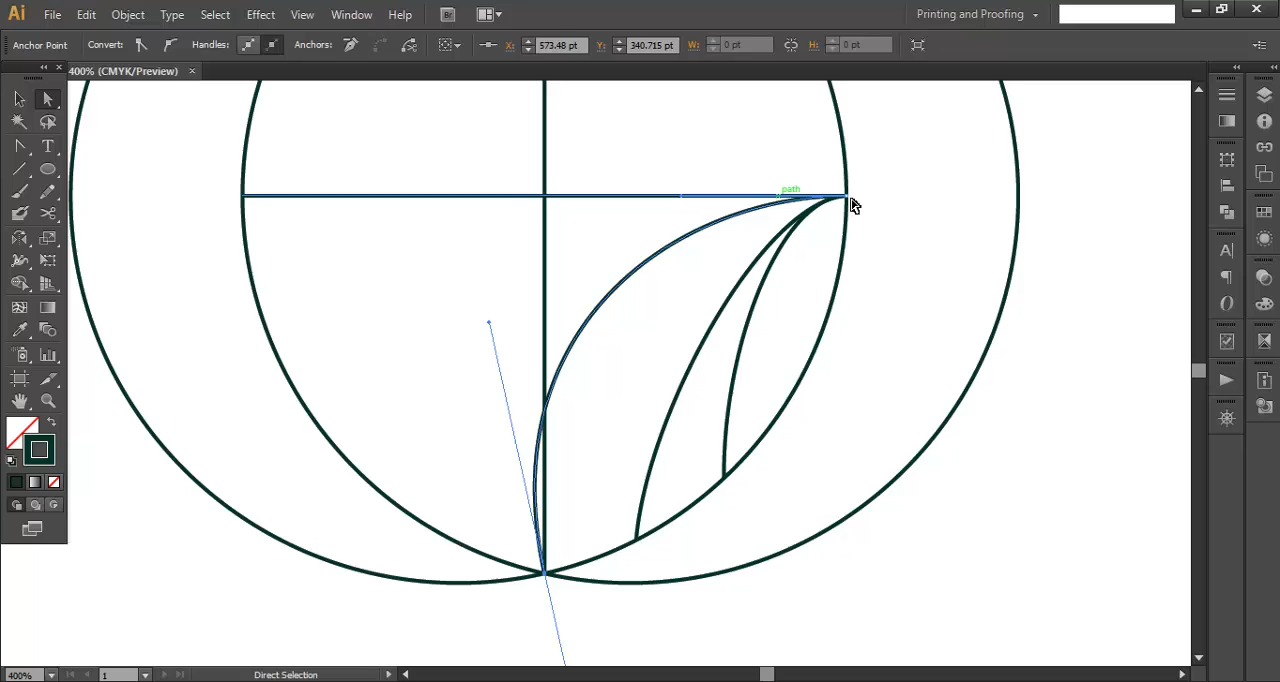 Ai File Edit Object Type Select Effect View Window Help Br Printing and Proofing
Anchor Point Convert: Handles: Anchors: X: 573.48 pt Y: 340.715 pt W: 0 pt H: 0 pt
400% (CMYK/Preview) ×
path
T
A
O
400% 1 Direct Selection